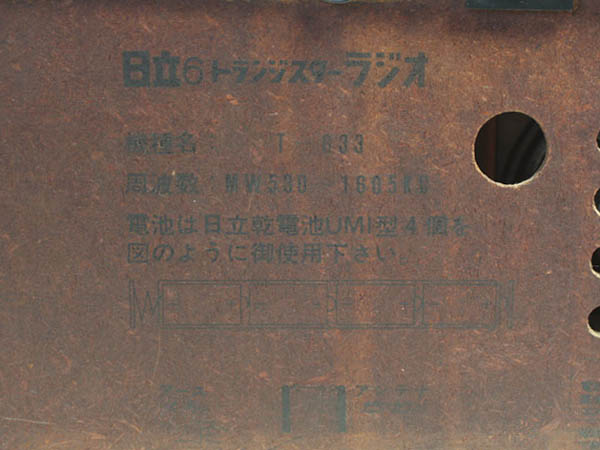 日立6トランジスターラジオ
機種名: T 833
周波数:MW530-1605KC
電池は日立乾電池UM1型4個を
図のように御使用下さい。